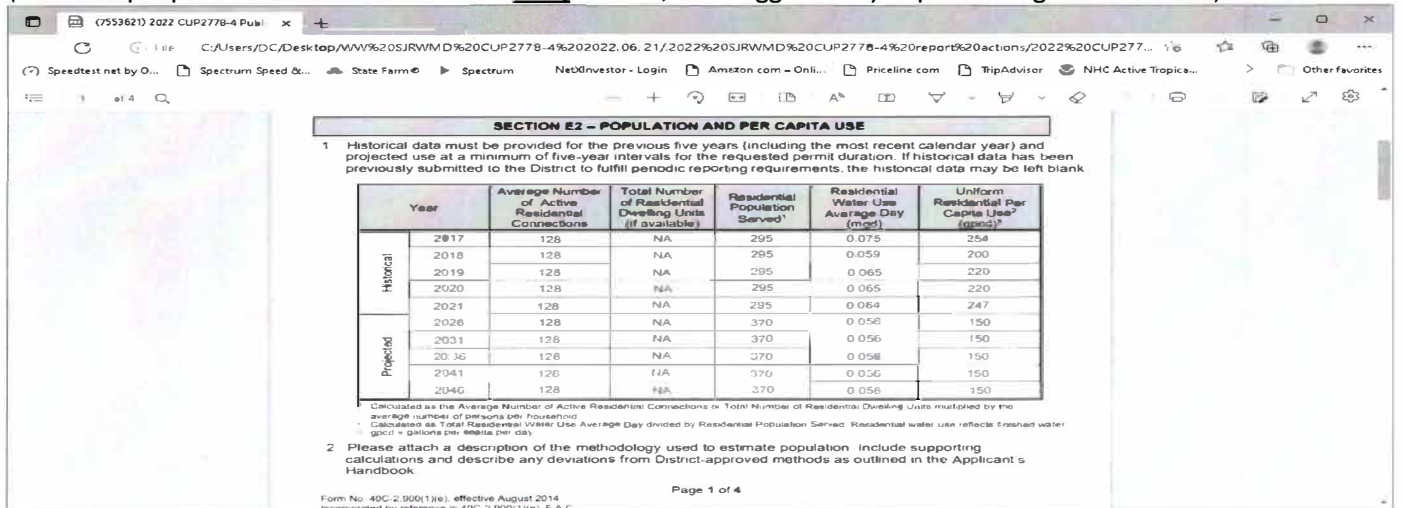 (7553621) 2022 CUP2778-4 Publ
File C:/Users/DC/Desktop/WW%20SJRWMD%20CUP2778-4%202022.06.21/.2022%20SJRWMD%20CUP2778-4%20report%20actions/2022%20CUP277...
Speedtest net by O... Spectrum Speed &... State Farm® Spectrum NetXInvestor - Login Amazon com – Onli... Priceline com TripAdvisor NHC Active Tropica... Other favorites
1 of 4
SECTION E2 – POPULATION AND PER CAPITA USE
1 Historical data must be provided for the previous five years (including the most recent calendar year) and
projected use at a minimum of five-year intervals for the requested permit duration. If historical data has been
previously submitted to the District to fulfill periodic reporting requirements, the historical data may be left blank
Year Average Number of Active Residential Connections Total Number of Residential Dwelling Units (if available) Residential Population Served¹ Residential Water Use Average Day (mgd) Uniform Residential Per Capita Use² (gpcd)³
Historical
2017 128 NA 295 0.075 254
2018 128 NA 295 0.059 200
2019 128 NA 295 0 065 220
2020 128 NA 295 0 065 220
2021 128 NA 295 0 064 247
Projected
2026 128 NA 370 0 056 150
2031 128 NA 370 0 056 150
20:36 128 NA 370 0 056 150
2041 128 NA 370 0 056 150
2046 128 NA 370 0 056 150
Calculated as the Average Number of Active Residential Connections or Total Number of Residential Dwelling Units multiplied by the
average number of persons per household
Calculated as Total Residential Water Use Average Day divided by Residential Population Served. Residential water use reflects finished water
gpcd = gallons per capita per day
2 Please attach a description of the methodology used to estimate population Include supporting
calculations and describe any deviations from District-approved methods as outlined in the Applicant's
Handbook
Page 1 of 4
Form No 40C-2.900(1)(e), effective August 2014
Incorporated by reference in 40C-2.900(1)(e), F.A.C.